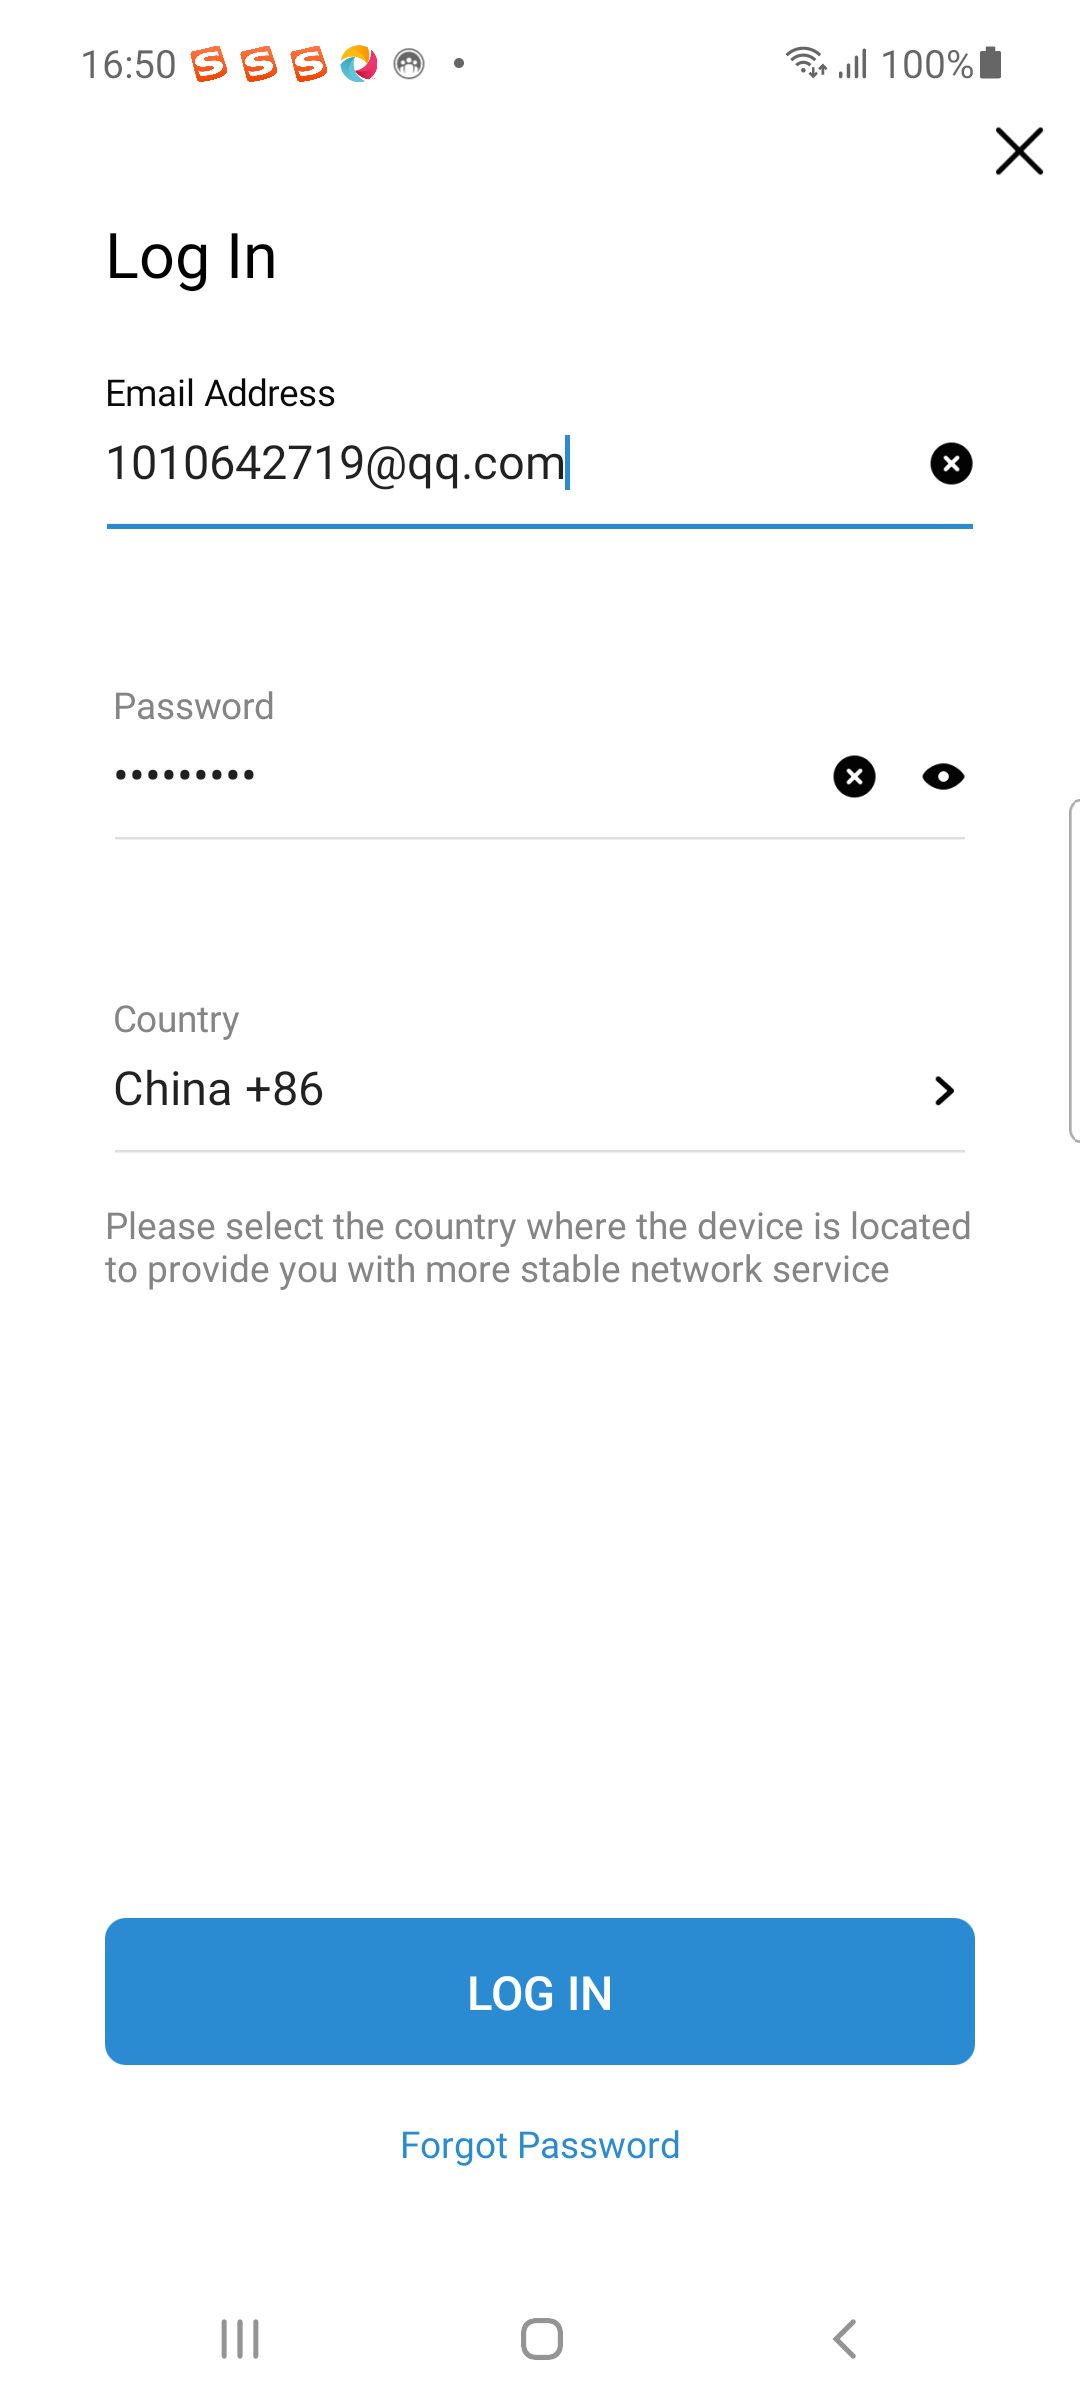 16:50
100%
Log In
Email Address
1010642719@qq.com
Password
•••••••••
Country
China +86
Please select the country where the device is located
to provide you with more stable network service
LOG IN
Forgot Password